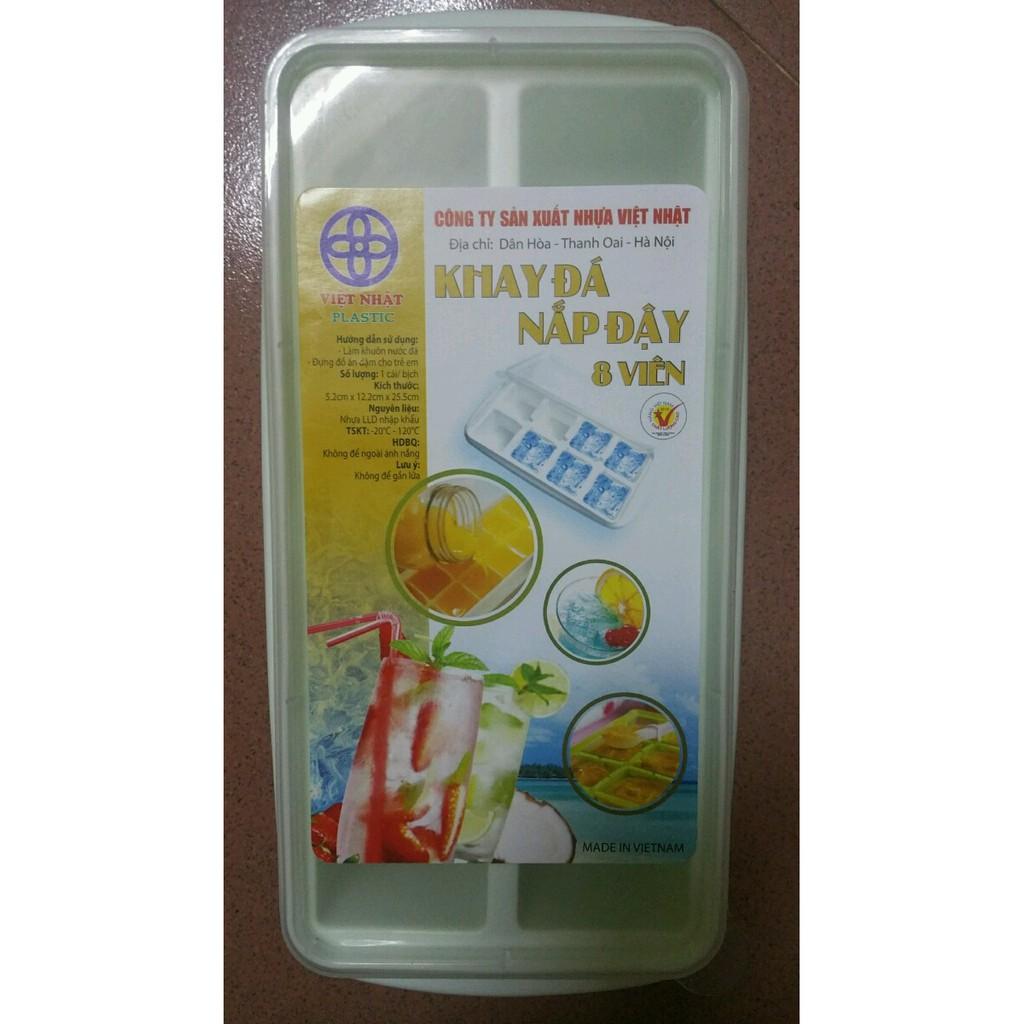 CÔNG TY SẢN XUẤT NHỰA VIỆT NHẬT
Địa chỉ: Dân Hòa - Thanh Oai - Hà Nội
KHAY ĐÁ
NẮP ĐẬY
8 VIÊN
VIỆT NHẬT
PLASTIC
Hướng dẫn sử dụng:
- Làm khuôn nước đá
- Đựng đồ ăn dặm cho trẻ em
Số lượng: 1 cái/ bịch
Kích thước:
5.2cm x 12.2cm x 25.5cm
Nguyên liệu:
Nhựa LLD nhập khẩu
TSKT: -20°C - 120°C
HDBQ:
Không để ngoài ánh nắng
Lưu ý:
Không để gần lửa
MADE IN VIETNAM